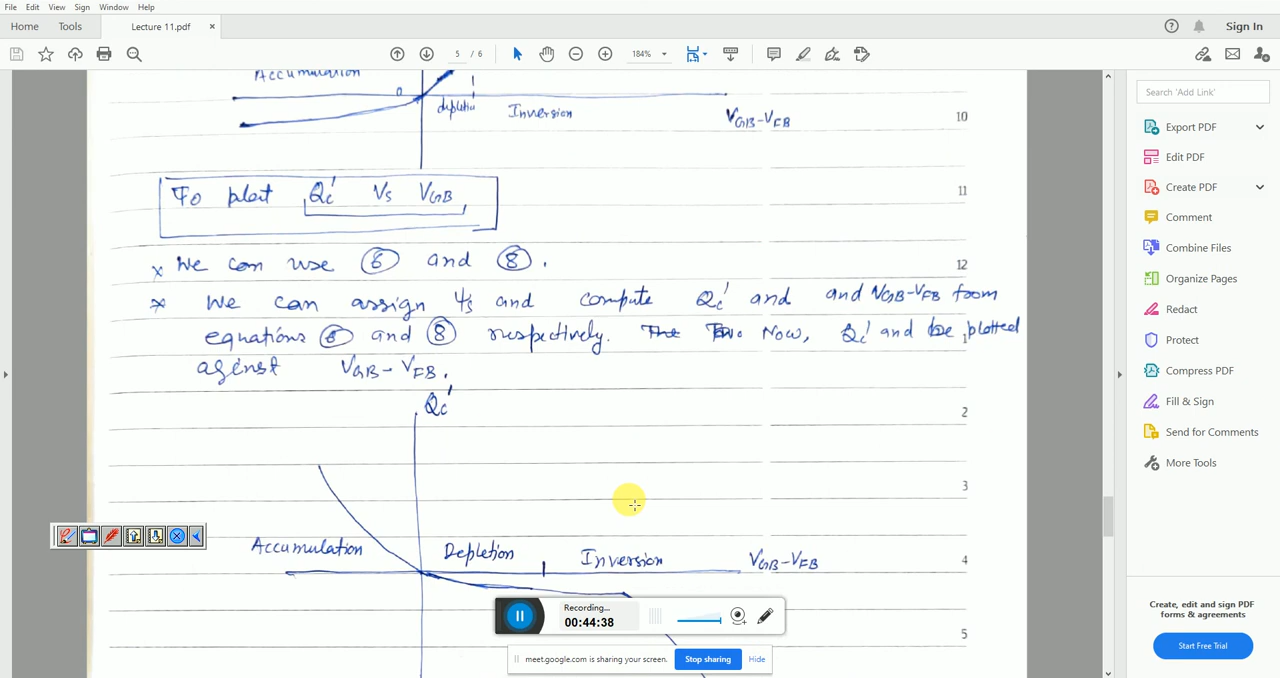 File Edit View Sign Window Help
Home Tools Lecture 11.pdf × Sign In
5 / 6 184%
Accumulation
0 depletion Inversion VGB-VFB
10
To plot Qc' Vs VGB,
11
x We can use ⑥ and ⑧.
12
* We can assign ψs and compute Qc' and and VGB-VFB from
equations ⑥ and ⑧ respectively. Now, Qc' and be plotted
1
against VGB-VFB.
Qc'
2
3
Accumulation Depletion Inversion VGB-VFB
4
5
Recording...
00:44:38
meet.google.com is sharing your screen. Stop sharing Hide
Search 'Add Link'
Export PDF
Edit PDF
Create PDF
Comment
Combine Files
Organize Pages
Redact
Protect
Compress PDF
Fill & Sign
Send for Comments
More Tools
Create, edit and sign PDF
forms & agreements
Start Free Trial